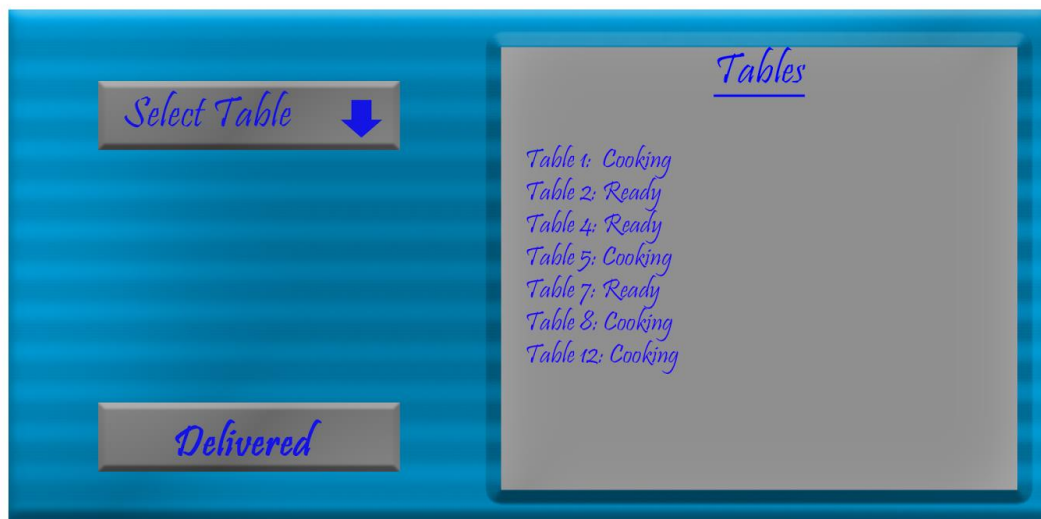 Select Table
Delivered
Tables
Table 1: Cooking
Table 2: Ready
Table 4: Ready
Table 5: Cooking
Table 7: Ready
Table 8: Cooking
Table 12: Cooking